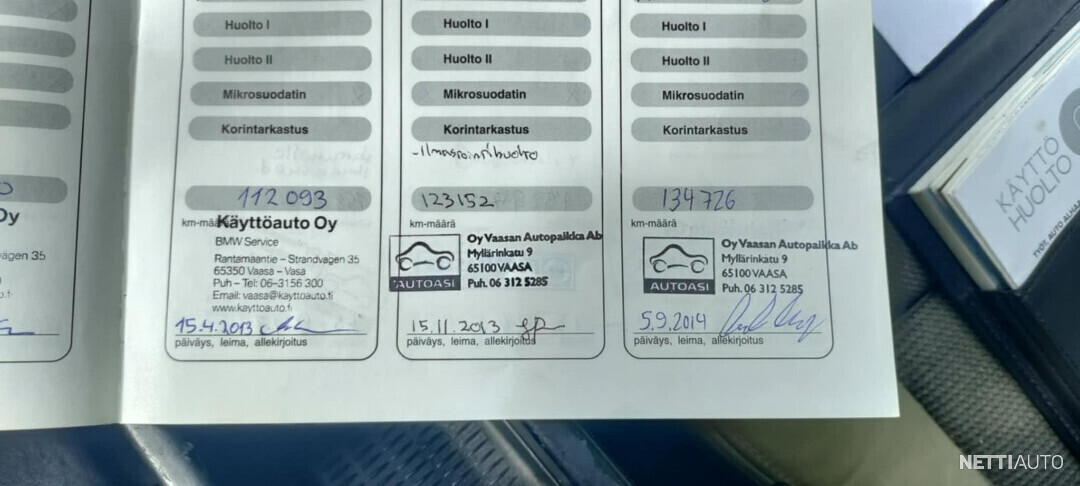 Huolto I
Huolto II
Mikrosuodatin
Korintarkastus
112 093
km-määrä
Käyttöauto Oy
BMW Service
Rantamaantie – Strandvägen 35
65350 Vaasa – Vasa
Puh – Tel: 06-3156 300
Email: vaasa@kayttoauto.fi
www.kayttoauto.fi
15.4.2013
päiväys, leima, allekirjoitus
Huolto I
Huolto II
Mikrosuodatin
Korintarkastus
-Ilmastointihuolto
123152
km-määrä
Oy Vaasan Autopaikka Ab
Myllärinkatu 9
65100 VAASA
Puh. 06 312 5285
AUTOASI
15.11.2013
päiväys, leima, allekirjoitus
Huolto I
Huolto II
Mikrosuodatin
Korintarkastus
134726
km-määrä
Oy Vaasan Autopaikka Ab
Myllärinkatu 9
65100 VAASA
Puh. 06 312 5285
AUTOASI
5.9.2014
päiväys, leima, allekirjoitus
Oy
vägen 35
KÄYTTÖ
HUOLTO
NETTIAUTO